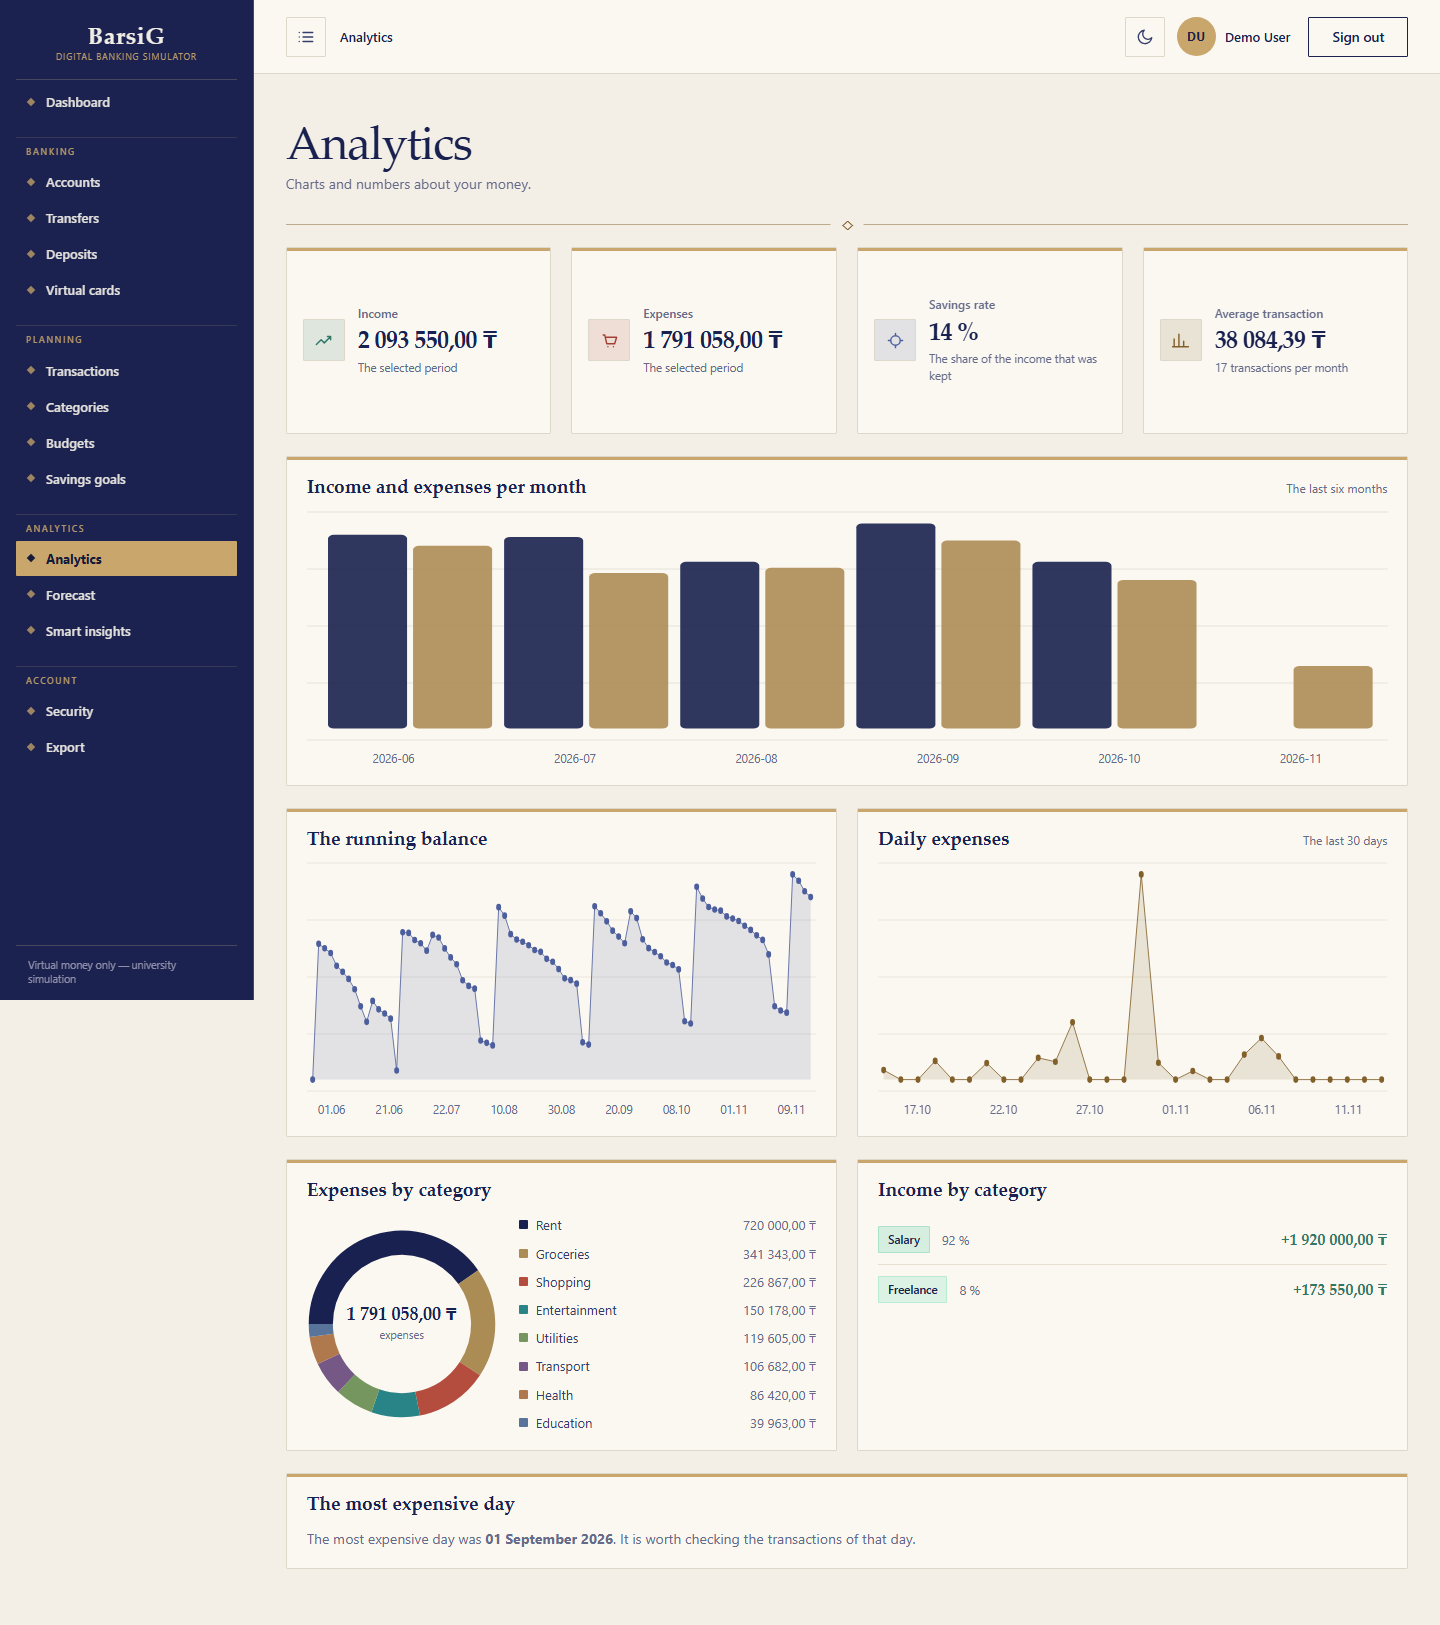 BarsiG
DIGITAL BANKING SIMULATOR
Dashboard
BANKING
Accounts
Transfers
Deposits
Virtual cards
PLANNING
Transactions
Categories
Budgets
Savings goals
ANALYTICS
Analytics
Forecast
Smart insights
ACCOUNT
Security
Export
Virtual money only — university
simulation
Analytics
DU
Demo User
Sign out
Analytics
Charts and numbers about your money.
Income
2 093 550,00 ₸
The selected period
Expenses
1 791 058,00 ₸
The selected period
Savings rate
14 %
The share of the income that was
kept
Average transaction
38 084,39 ₸
17 transactions per month
Income and expenses per month
The last six months
2026-06
2026-07
2026-08
2026-09
2026-10
2026-11
The running balance
01.06
21.06
22.07
10.08
30.08
20.09
08.10
01.11
09.11
Daily expenses
The last 30 days
17.10
22.10
27.10
01.11
06.11
11.11
Expenses by category
1 791 058,00 ₸
expenses
Rent 720 000,00 ₸
Groceries 341 343,00 ₸
Shopping 226 867,00 ₸
Entertainment 150 178,00 ₸
Utilities 119 605,00 ₸
Transport 106 682,00 ₸
Health 86 420,00 ₸
Education 39 963,00 ₸
Income by category
Salary 92 % +1 920 000,00 ₸
Freelance 8 % +173 550,00 ₸
The most expensive day
The most expensive day was 01 September 2026. It is worth checking the transactions of that day.